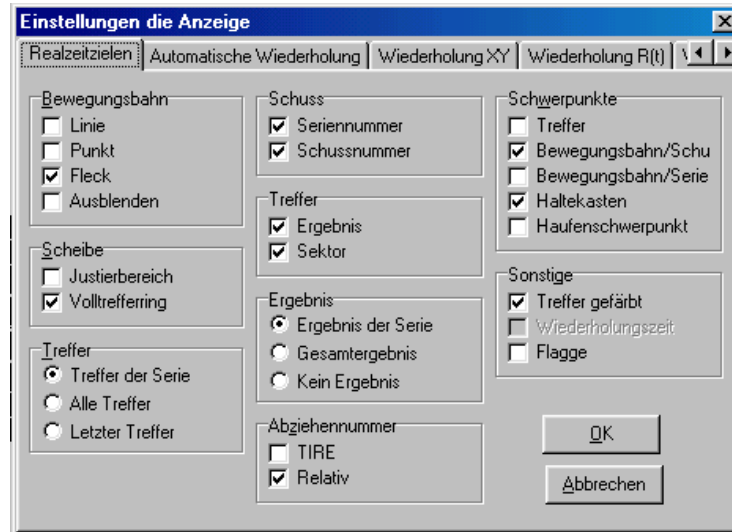 Einstellungen die Anzeige
Realzeitzielen
Automatische Wiederholung
Wiederholung XY
Wiederholung R(t)
Bewegungsbahn
Linie
Punkt
Fleck
Ausblenden
Scheibe
Justierbereich
Volltrefferring
Treffer
Treffer der Serie
Alle Treffer
Letzter Treffer
Schuss
Seriennummer
Schussnummer
Treffer
Ergebnis
Sektor
Ergebnis
Ergebnis der Serie
Gesamtergebnis
Kein Ergebnis
Abziehennummer
TIRE
Relativ
Schwerpunkte
Treffer
Bewegungsbahn/Schu
Bewegungsbahn/Serie
Haltekasten
Haufenschwerpunkt
Sonstige
Treffer gefärbt
Wiederholungszeit
Flagge
OK
Abbrechen